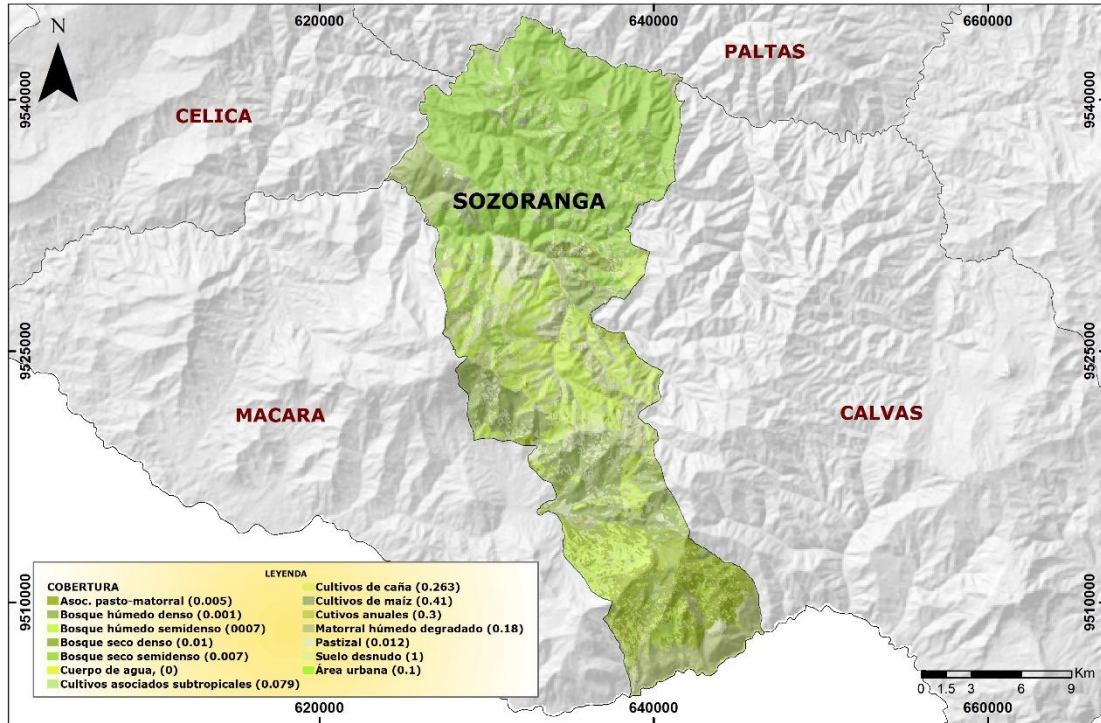 620000 640000 660000
N
PALTAS
9540000 9540000
CELICA
SOZORANGA
9525000 9525000
MACARA
CALVAS
LEYENDA
COBERTURA
Asoc. pasto-matorral (0.005)
Bosque húmedo denso (0.001)
Bosque húmedo semidenso (0007)
Bosque seco denso (0.01)
Bosque seco semidenso (0.007)
Cuerpo de agua, (0)
Cultivos asociados subtropicales (0.079)
Cultivos de caña (0.263)
Cultivos de maíz (0.41)
Cutivos anuales (0.3)
Matorral húmedo degradado (0.18)
Pastizal (0.012)
Suelo desnudo (1)
Área urbana (0.1)
9510000 9510000
Km
0 1.5 3 6 9
620000 640000 660000